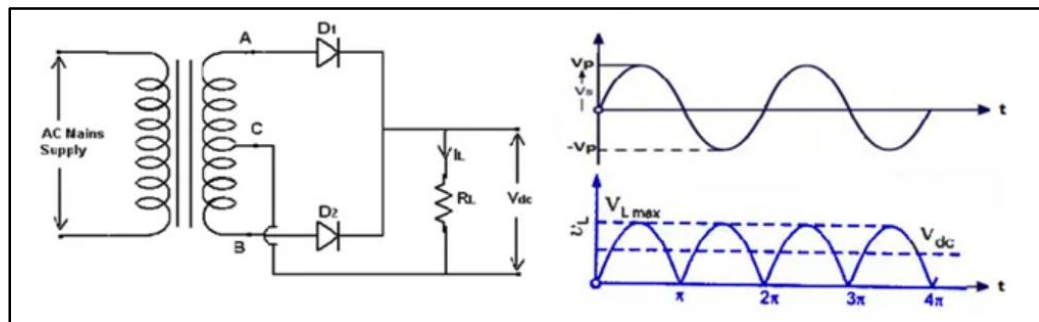 A
D1
AC Mains
Supply
C
IL
RL
Vdc
D2
B
Vp
Vs
t
-Vp
vL
VL max
Vdc
π
2π
3π
4π
t